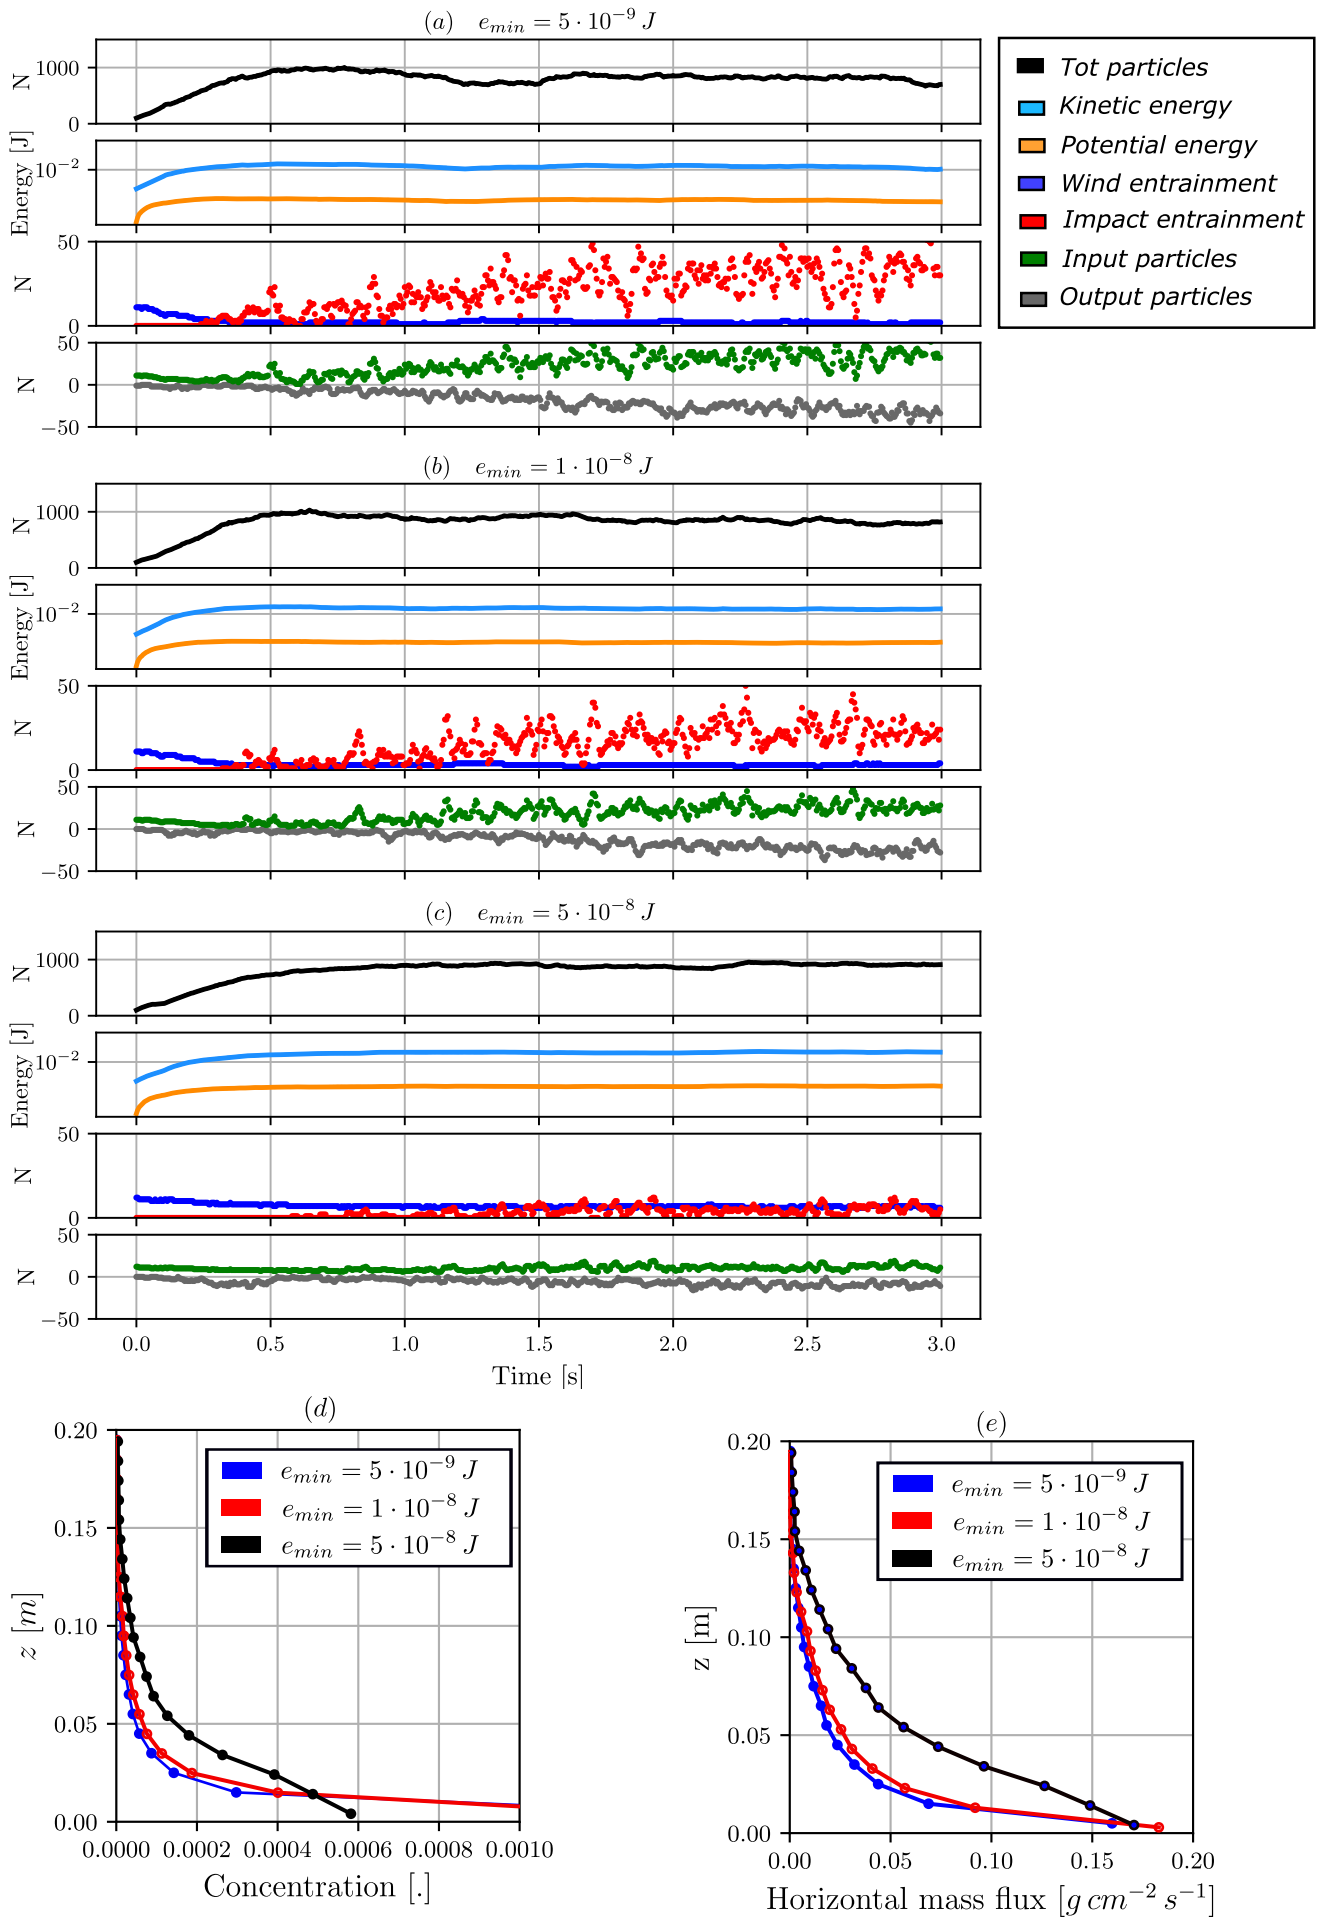 (a) e_min = 5 · 10⁻⁹ J
1000
0
N
10⁻²
Energy [J]
50
0
N
50
0
−50
N
Tot particles
Kinetic energy
Potential energy
Wind entrainment
Impact entrainment
Input particles
Output particles
(b) e_min = 1 · 10⁻⁸ J
1000
0
N
10⁻²
Energy [J]
50
0
N
50
0
−50
N
(c) e_min = 5 · 10⁻⁸ J
1000
0
N
10⁻²
Energy [J]
50
0
N
50
0
−50
N
0.0 0.5 1.0 1.5 2.0 2.5 3.0
Time [s]
(d)
e_min = 5 · 10⁻⁹ J
e_min = 1 · 10⁻⁸ J
e_min = 5 · 10⁻⁸ J
0.20
0.15
0.10
0.05
0.00
z [m]
0.0000 0.0002 0.0004 0.0006 0.0008 0.0010
Concentration [.]
(e)
e_min = 5 · 10⁻⁹ J
e_min = 1 · 10⁻⁸ J
e_min = 5 · 10⁻⁸ J
0.20
0.15
0.10
0.05
0.00
z [m]
0.00 0.05 0.10 0.15 0.20
Horizontal mass flux [g cm⁻² s⁻¹]